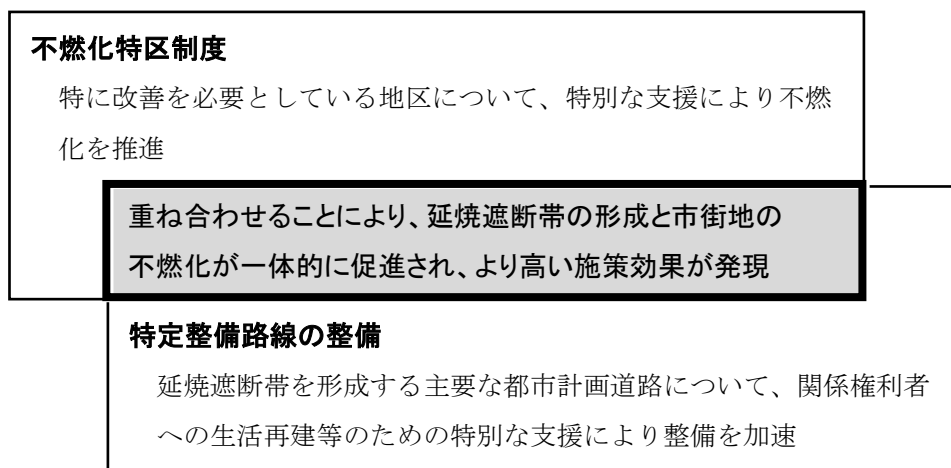 不燃化特区制度
特に改善を必要としている地区について、特別な支援により不燃
化を推進
重ね合わせることにより、延焼遮断帯の形成と市街地の
不燃化が一体的に促進され、より高い施策効果が発現
特定整備路線の整備
延焼遮断帯を形成する主要な都市計画道路について、関係権利者
への生活再建等のための特別な支援により整備を加速